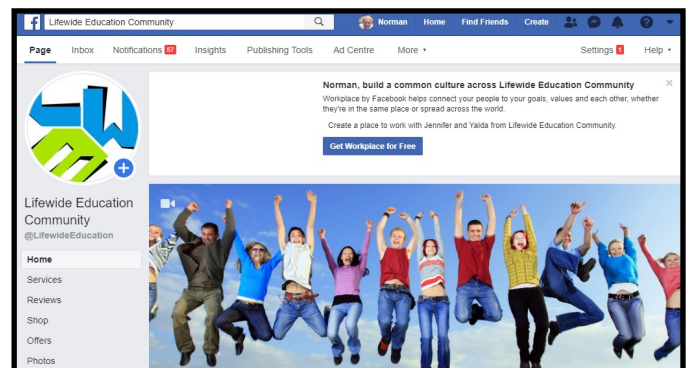 Lifewide Education Community
Norman Home Find Friends Create
Page Inbox Notifications 57 Insights Publishing Tools Ad Centre More Settings 1 Help
Norman, build a common culture across Lifewide Education Community
Workplace by Facebook helps connect your people to your goals, values and each other, whether
they're in the same place or spread across the world.
Create a place to work with Jennifer and Yalda from Lifewide Education Community.
Get Workplace for Free
Lifewide Education
Community
@LifewideEducation
Home
Services
Reviews
Shop
Offers
Photos